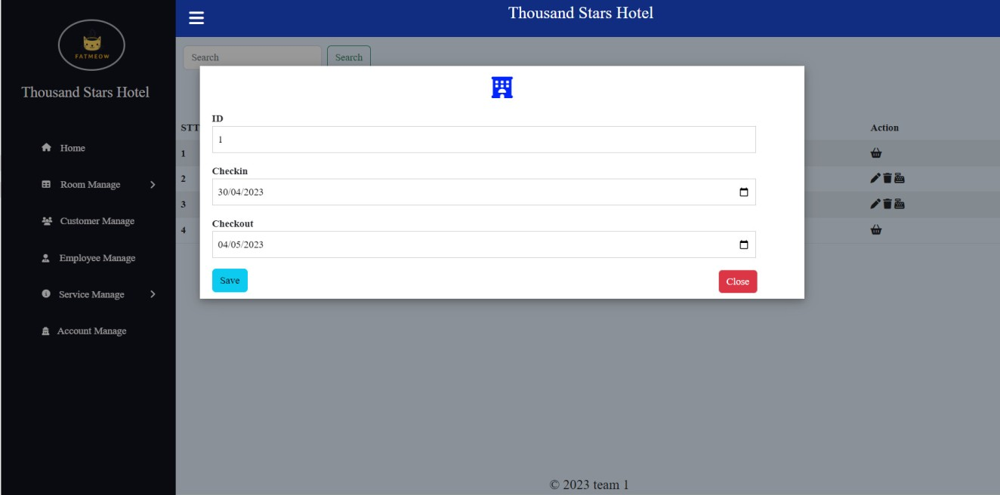 Thousand Stars Hotel
FATMEOW
Thousand Stars Hotel
Home
Room Manage
Customer Manage
Employee Manage
Service Manage
Account Manage
Search Search
ID
1
Checkin
30/04/2023
Checkout
04/05/2023
Save Close
STT Action
1
2
3
4
© 2023 team 1